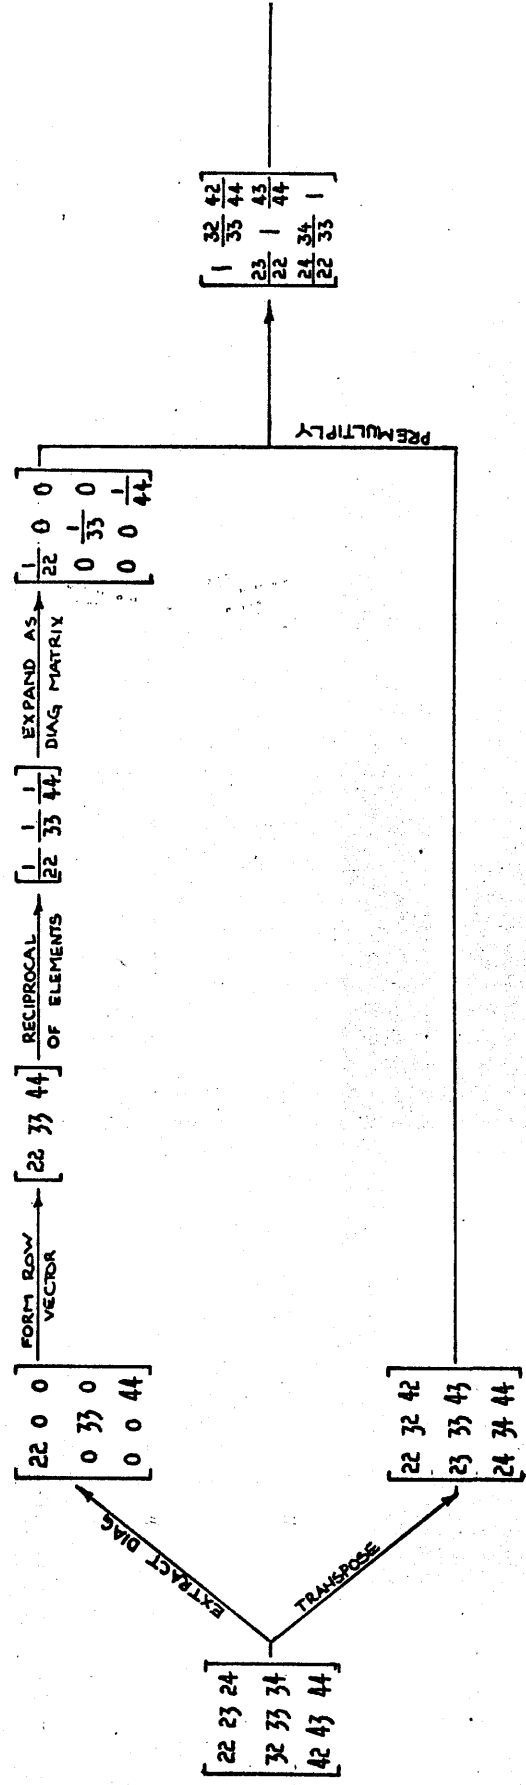 22 23 24
32 33 34
42 43 44
EXTRACT DIAG
TRANSPOSE
22 0 0
0 33 0
0 0 44
22 32 42
23 33 43
24 34 44
FORM ROW
VECTOR
22 33 44
RECIPROCAL
OF ELEMENTS
1/22 1/33 1/44
EXPAND AS
DIAG MATRIX
1/22 0 0
0 1/33 0
0 0 1/44
PREMULTIPLY
1 32/33 42/44
23/22 1 43/44
24/22 34/33 1